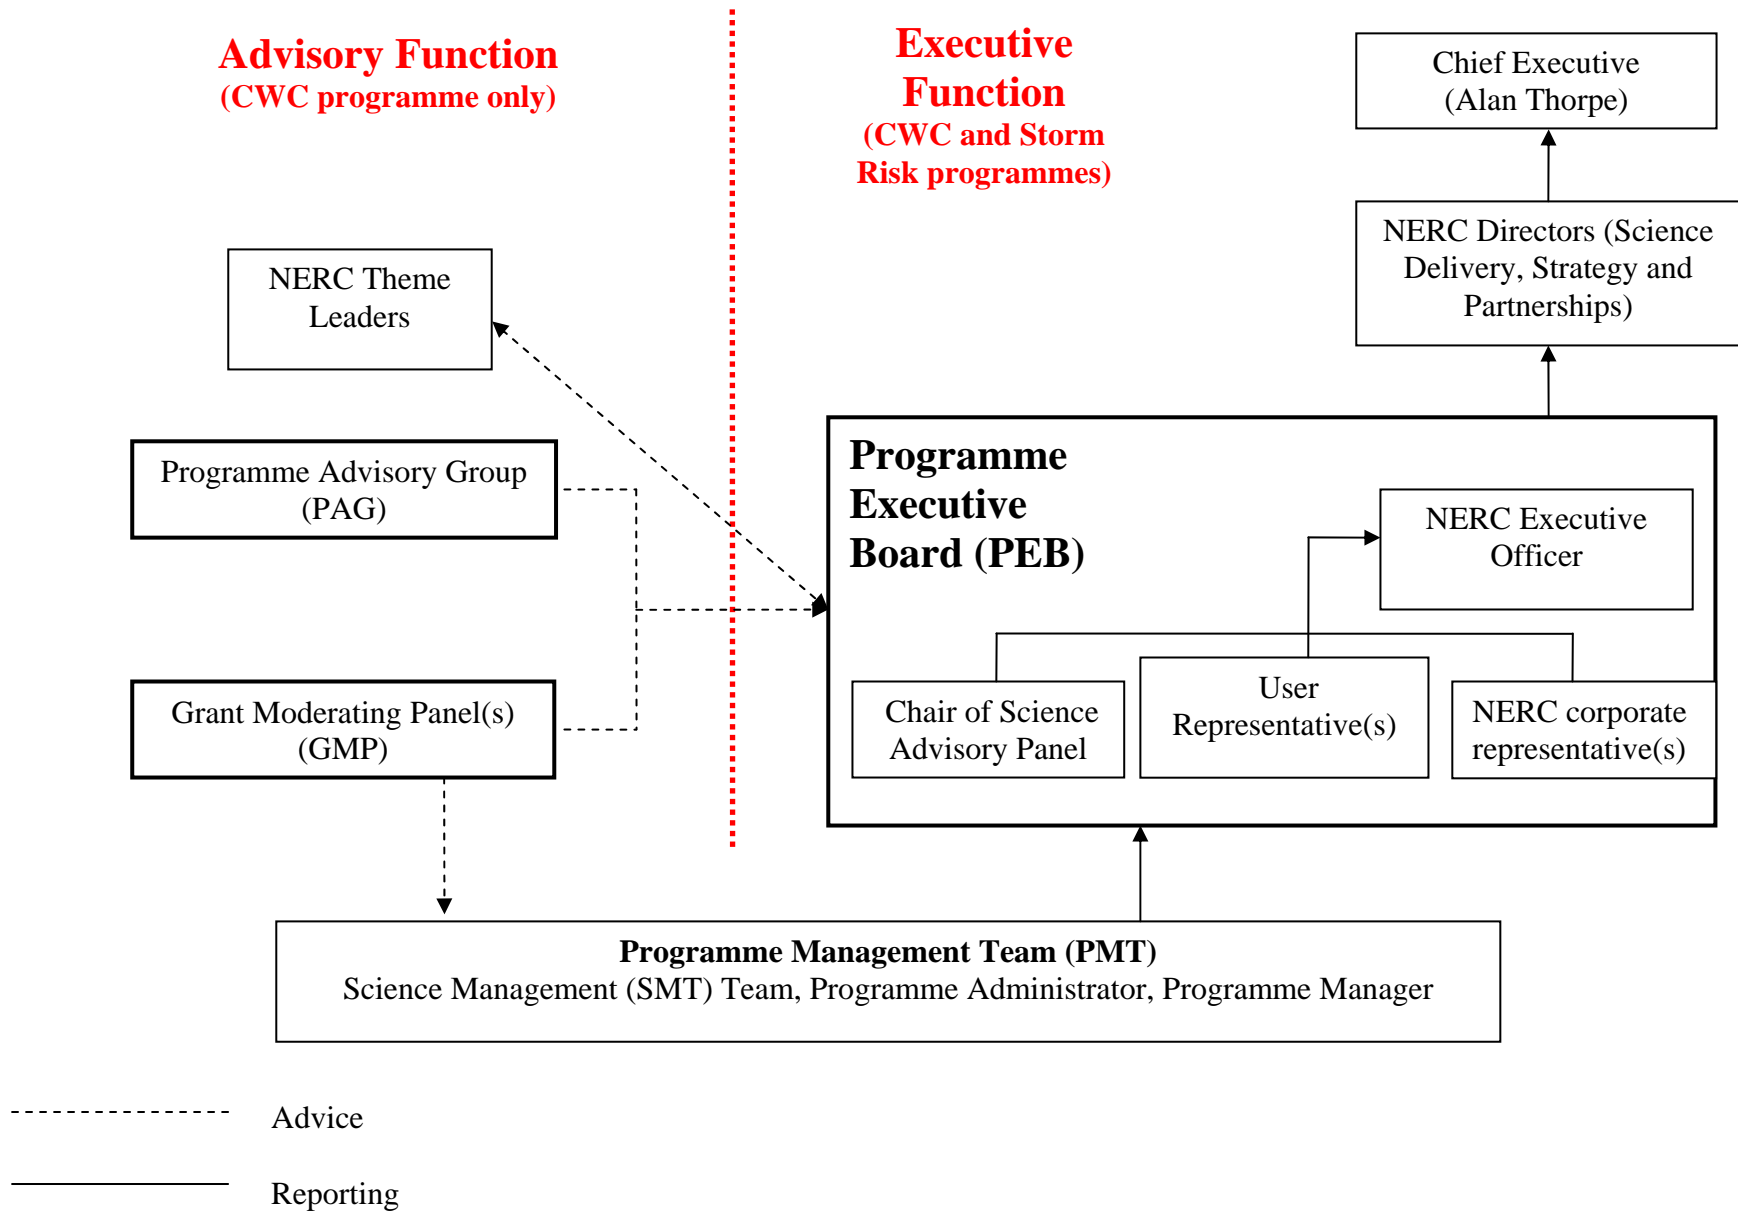 Advisory Function
(CWC programme only)
Executive
Function
(CWC and Storm
Risk programmes)
Chief Executive
(Alan Thorpe)
NERC Directors (Science
Delivery, Strategy and
Partnerships)
NERC Theme
Leaders
Programme Advisory Group
(PAG)
Grant Moderating Panel(s)
(GMP)
Programme
Executive
Board (PEB)
NERC Executive
Officer
Chair of Science
Advisory Panel
User
Representative(s)
NERC corporate
representative(s)
Programme Management Team (PMT)
Science Management (SMT) Team, Programme Administrator, Programme Manager
Advice
Reporting